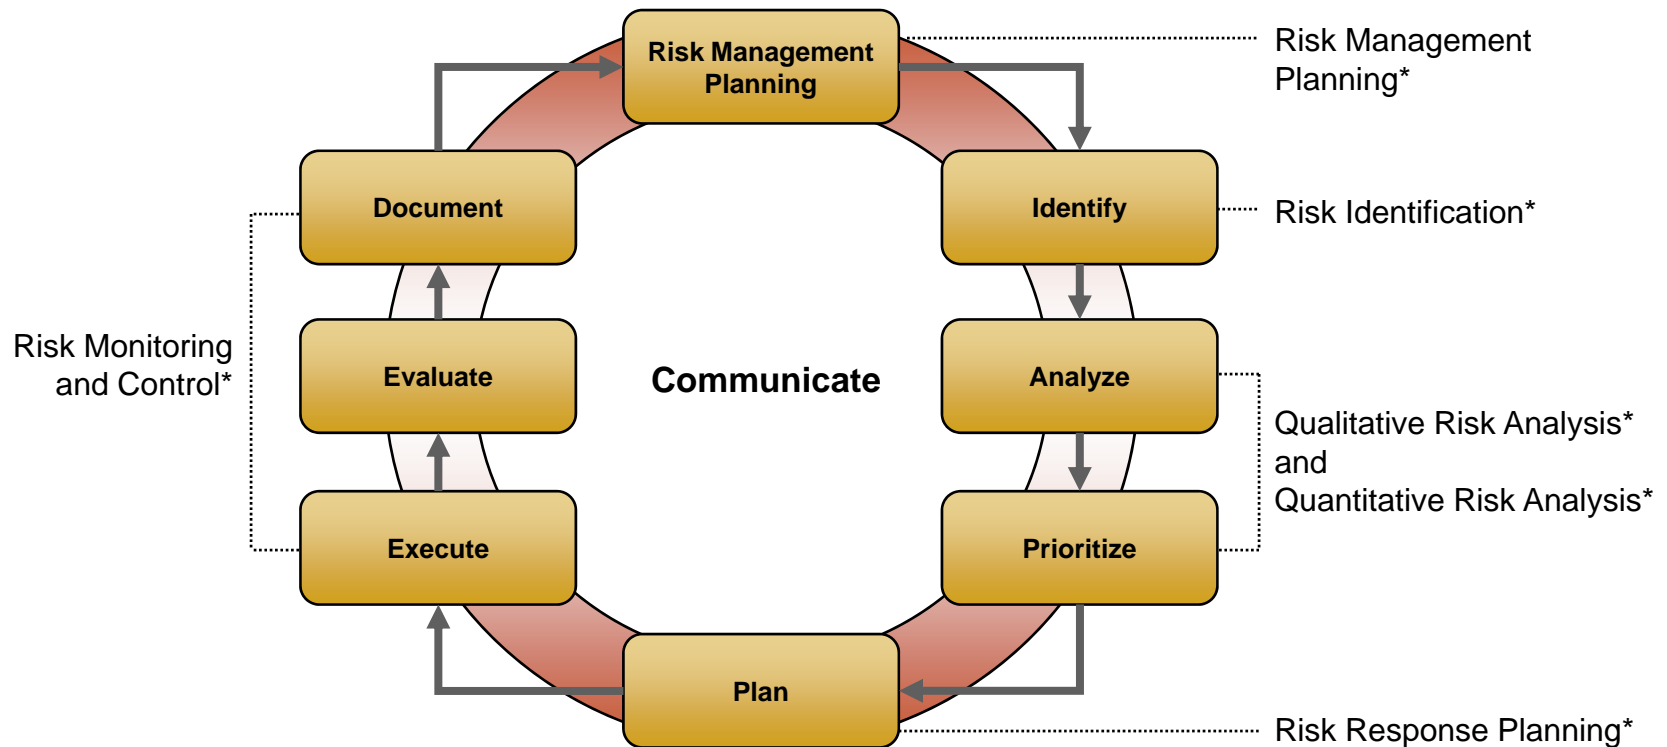 Risk Management
Planning
Risk Management
Planning*
Document
Identify
Risk Identification*
Risk Monitoring
and Control*
Evaluate
Communicate
Analyze
Qualitative Risk Analysis*
and
Quantitative Risk Analysis*
Execute
Prioritize
Plan
Risk Response Planning*